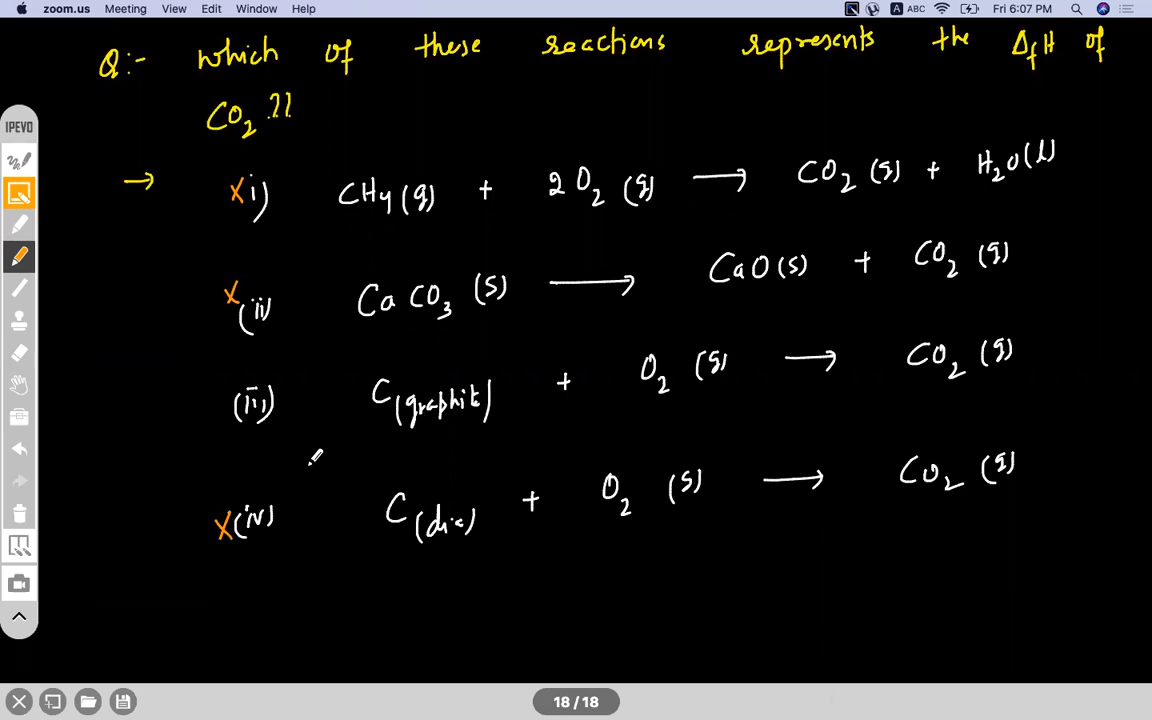 zoom.us Meeting View Edit Window Help ABC Fri 6:07 PM
Q:- which of these reactions represents the ΔfH of
CO2 ??
IPEVO
→ X i) CH4(g) + 2O2(g) → CO2(g) + H2O(l)
X (ii) CaCO3(s) → CaO(s) + CO2(g)
(iii) C(graphite) + O2(g) → CO2(g)
X (iv) C(dia) + O2(s) → CO2(g)
18 / 18